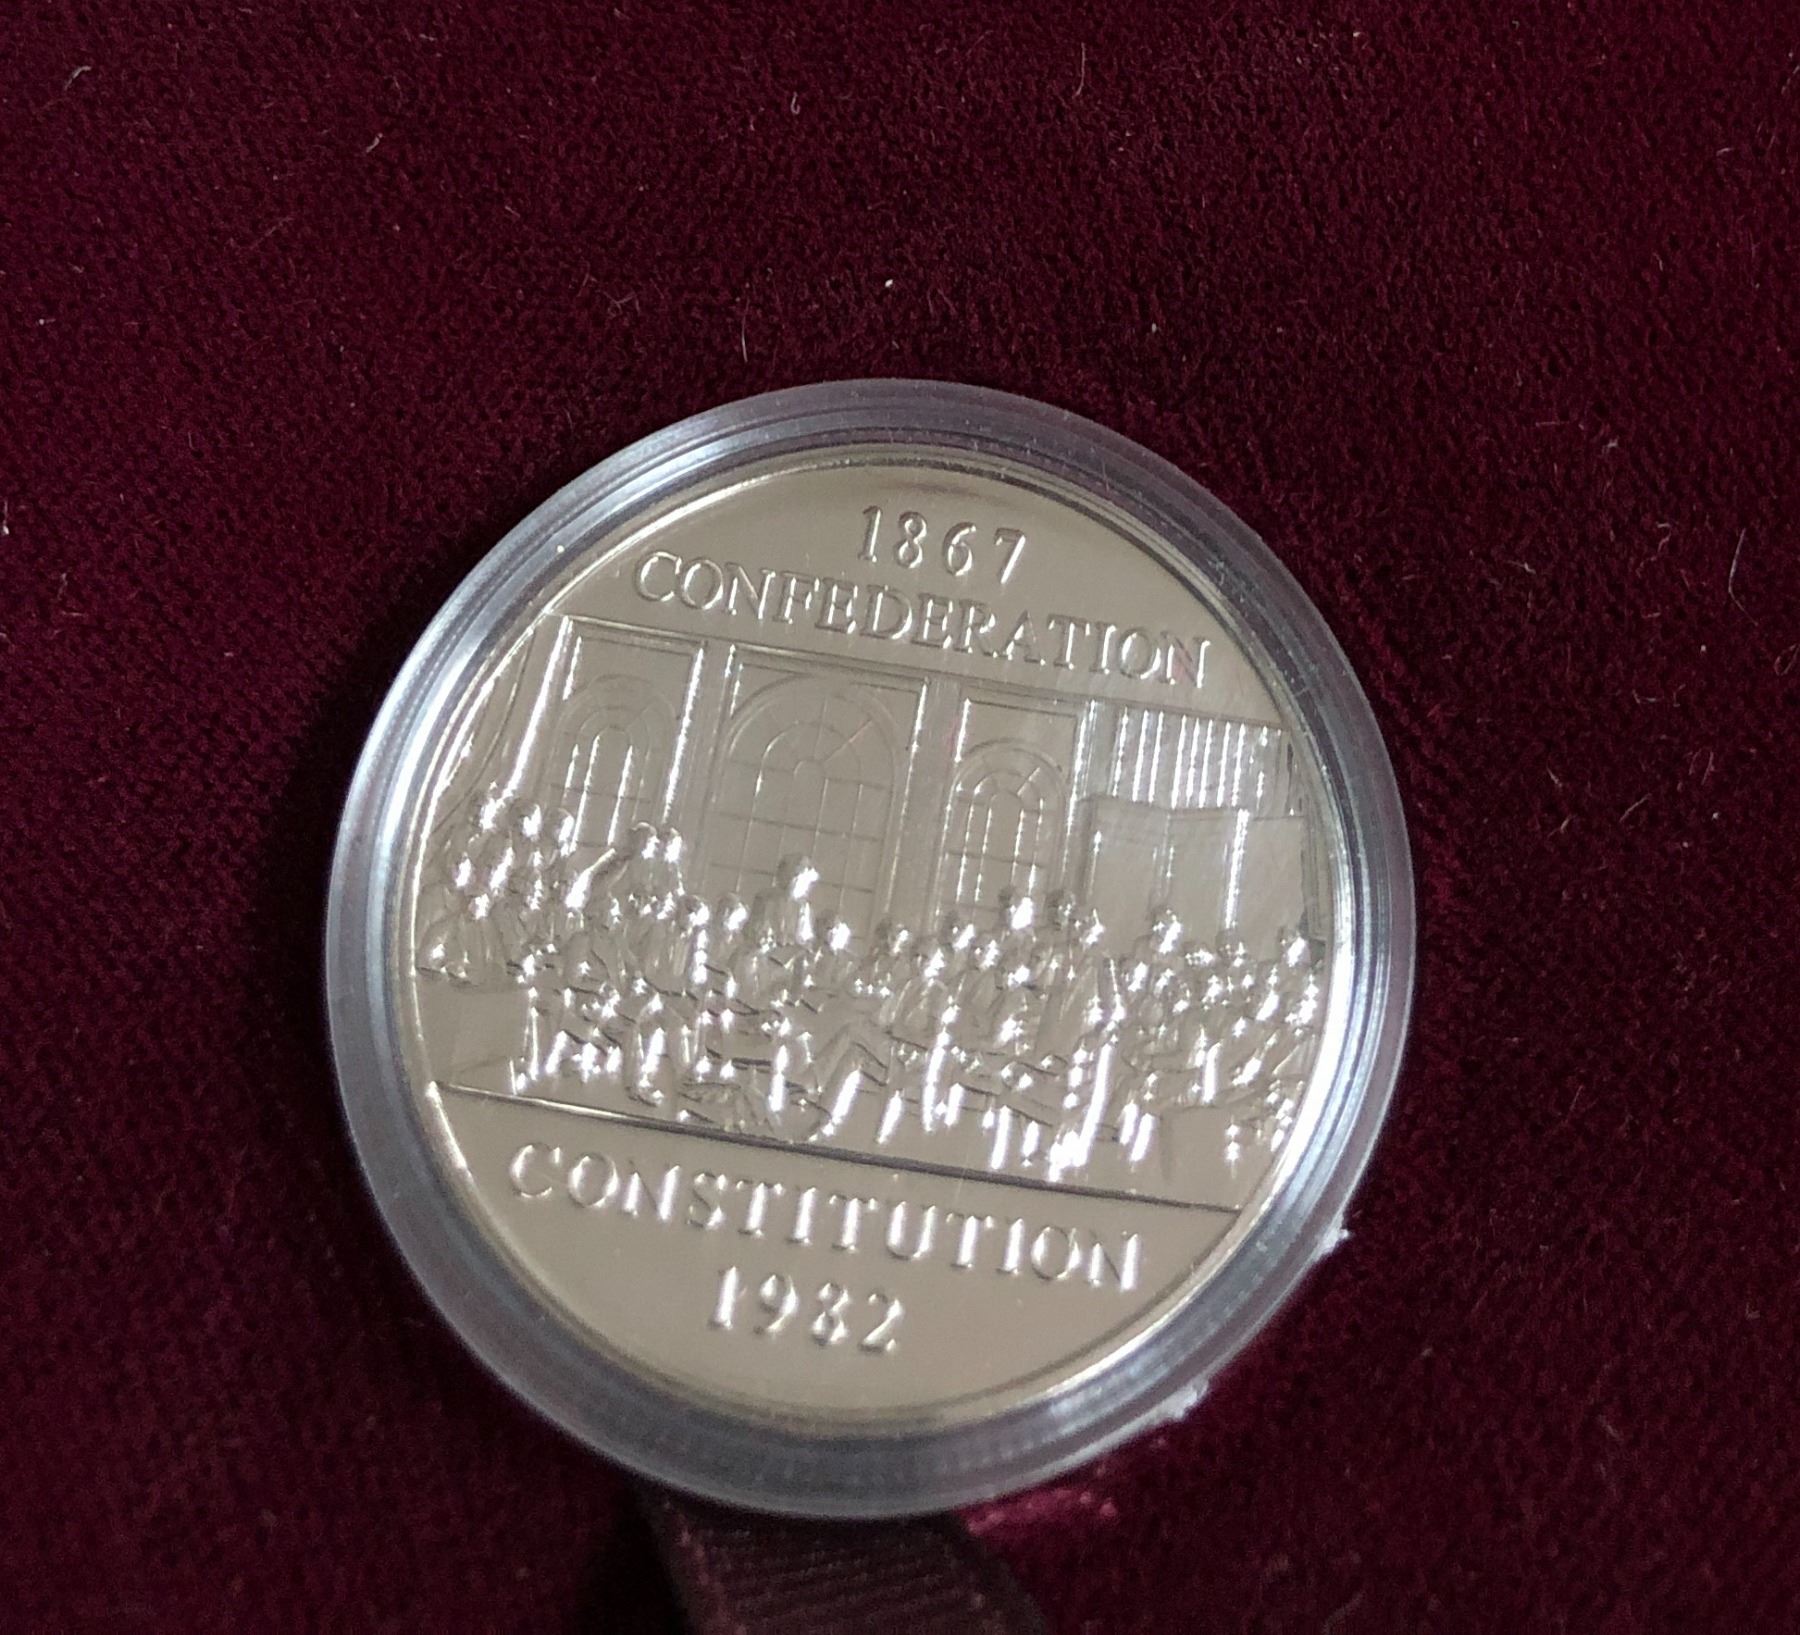 1867
CONFEDERATION
CONSTITUTION
1982